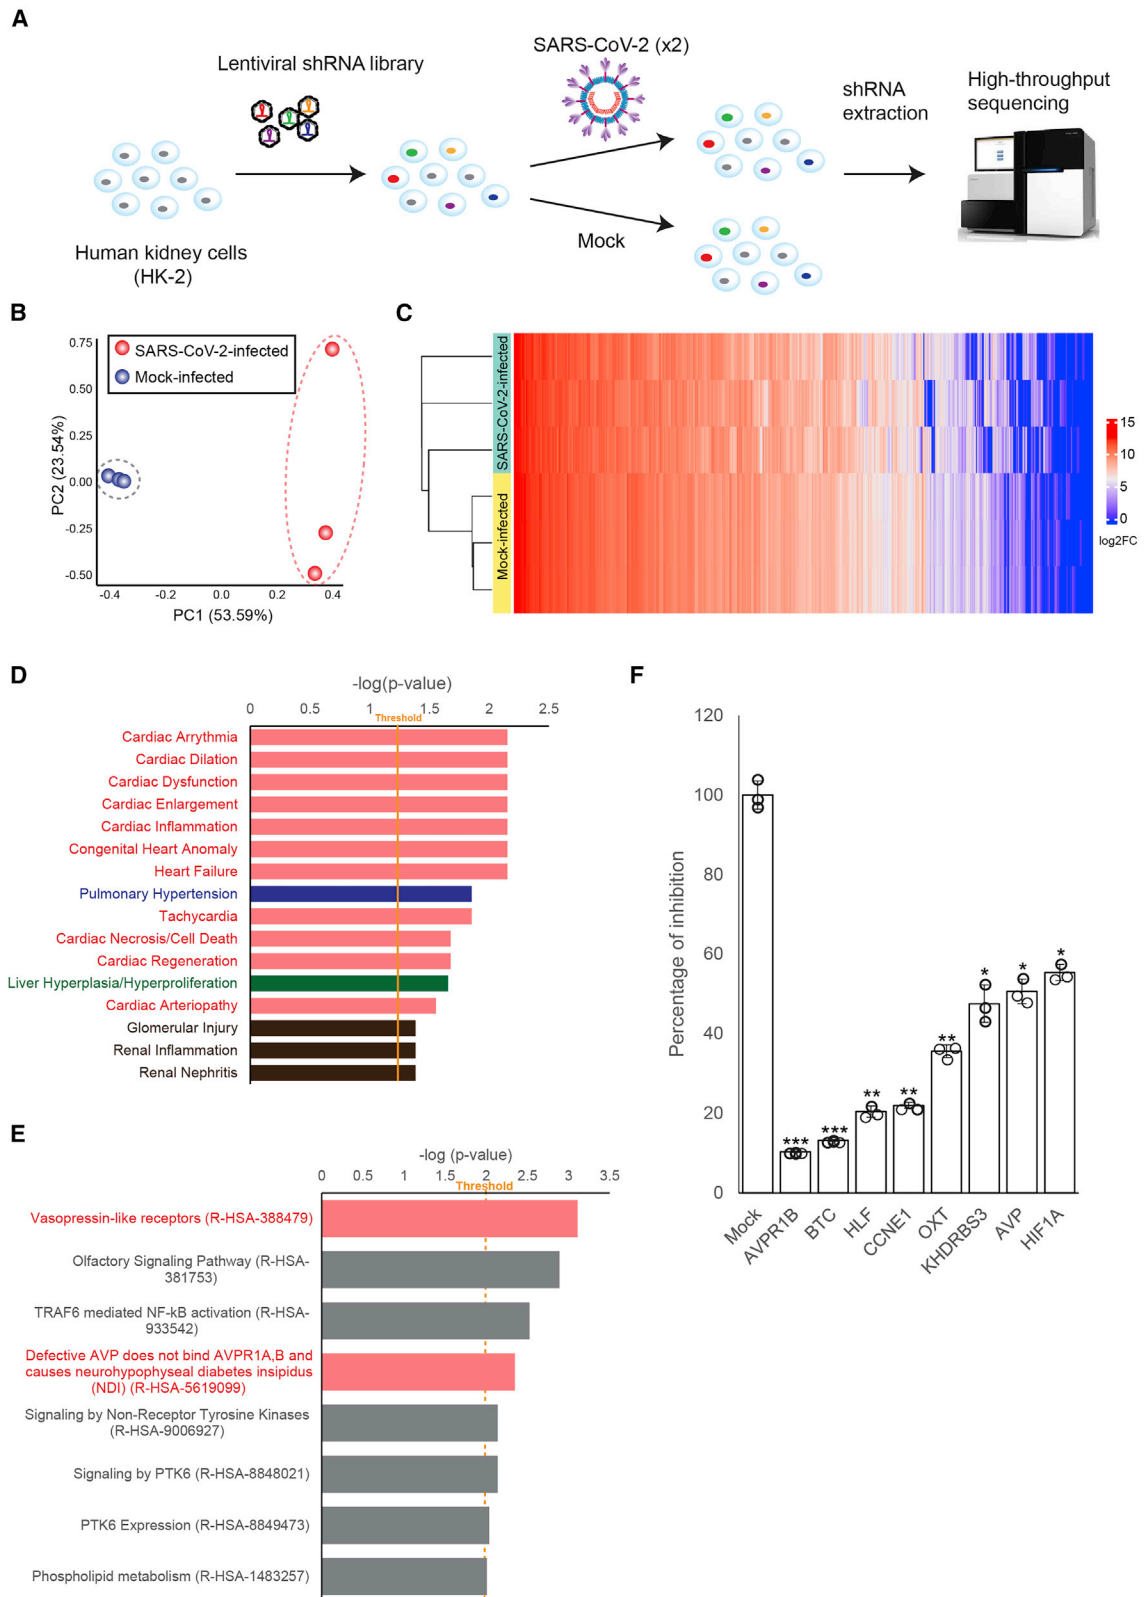 A
Lentiviral shRNA library
SARS-CoV-2 (x2)
shRNA
extraction
High-throughput
sequencing
Human kidney cells
(HK-2)
Mock
B
SARS-CoV-2-infected
Mock-infected
0.75
0.50
0.25
0.00
-0.25
-0.50
PC2 (23.54%)
-0.4
-0.2
0.0
0.2
0.4
PC1 (53.59%)
C
SARS-CoV-2-infected
Mock-infected
15
10
5
0
log2FC
D
-log(p-value)
0 0.5 1 1.5 2 2.5
Threshold
Cardiac Arrythmia
Cardiac Dilation
Cardiac Dysfunction
Cardiac Enlargement
Cardiac Inflammation
Congenital Heart Anomaly
Heart Failure
Pulmonary Hypertension
Tachycardia
Cardiac Necrosis/Cell Death
Cardiac Regeneration
Liver Hyperplasia/Hyperproliferation
Cardiac Arteriopathy
Glomerular Injury
Renal Inflammation
Renal Nephritis
E
-log (p-value)
0 0.5 1 1.5 2 2.5 3 3.5
Threshold
Vasopressin-like receptors (R-HSA-388479)
Olfactory Signaling Pathway (R-HSA-
381753)
TRAF6 mediated NF-kB activation (R-HSA-
933542)
Defective AVP does not bind AVPR1A,B and
causes neurohypophyseal diabetes insipidus
(NDI) (R-HSA-5619099)
Signaling by Non-Receptor Tyrosine Kinases
(R-HSA-9006927)
Signaling by PTK6 (R-HSA-8848021)
PTK6 Expression (R-HSA-8849473)
Phospholipid metabolism (R-HSA-1483257)
F
120
100
80
60
40
20
0
Percentage of inhibition
***
***
**
**
**
*
*
*
Mock
AVPR1B
BTC
HLF
CCNE1
OXT
KHDRBS3
AVP
HIF1A